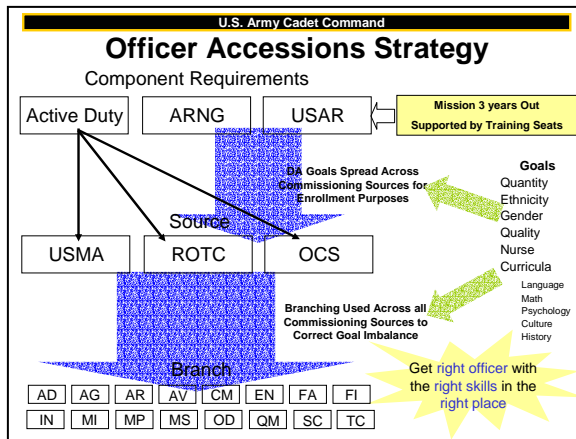 U.S. Army Cadet Command
Officer Accessions Strategy
Component Requirements
Active Duty
ARNG
USAR
Mission 3 years Out
Supported by Training Seats
DA Goals Spread Across
Commissioning Sources for
Enrollment Purposes
Goals
Quantity
Ethnicity
Gender
Quality
Nurse
Curricula
Language
Math
Psychology
Culture
History
Source
USMA
ROTC
OCS
Branching Used Across all
Commissioning Sources to
Correct Goal Imbalance
Branch
AD AG AR AV CM EN FA FI
IN MI MP MS OD QM SC TC
Get right officer with
the right skills in the
right place